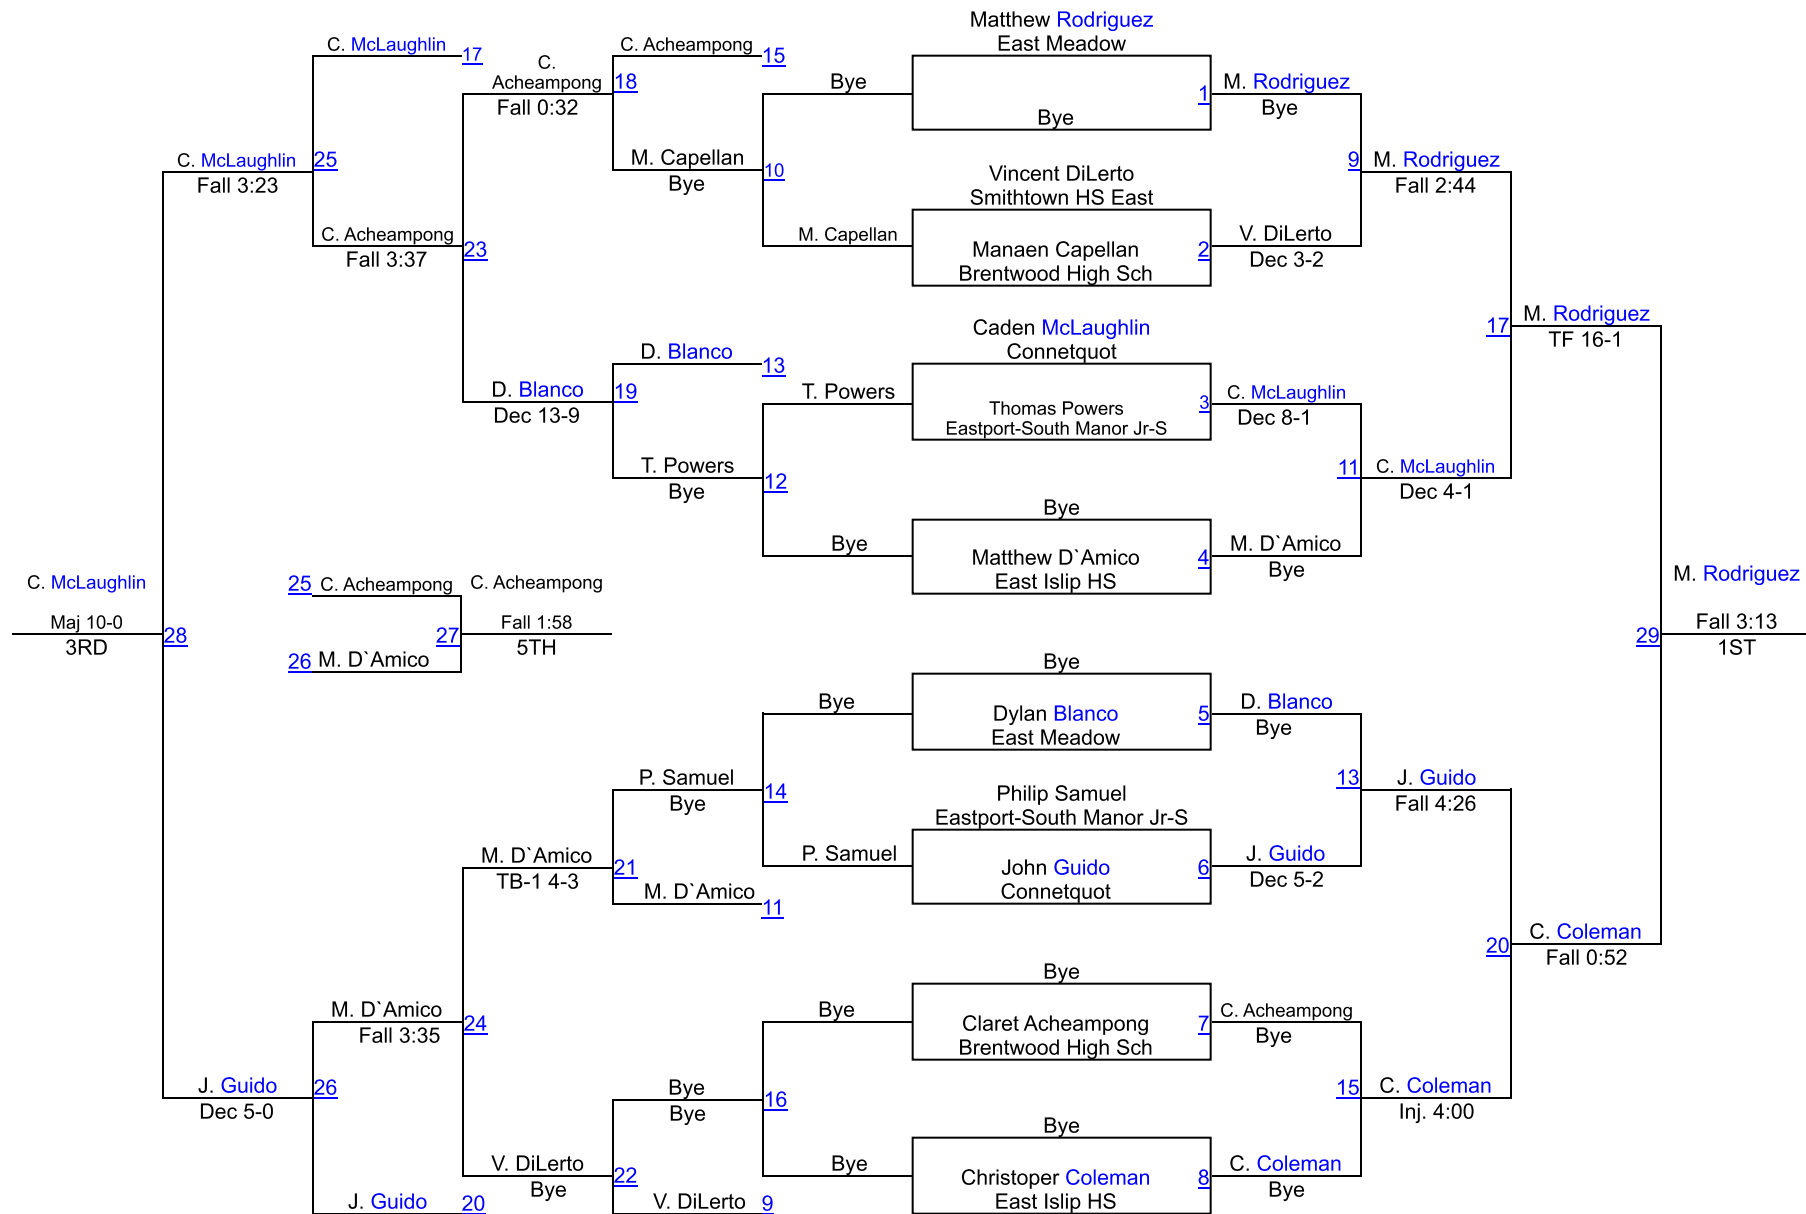 Matthew Rodriguez
East Meadow
C. McLaughlin
17
C. Acheampong
15
C.
Acheampong
18
Fall 0:32
Bye
1
M. Rodriguez
Bye
Bye
M. Capellan
Bye
10
C. McLaughlin
25
Fall 3:23
9
M. Rodriguez
Fall 2:44
Vincent DiLerto
Smithtown HS East
C. Acheampong
Fall 3:37
23
M. Capellan
Manaen Capellan
Brentwood High Sch
2
V. DiLerto
Dec 3-2
Caden McLaughlin
Connetquot
17
M. Rodriguez
TF 16-1
D. Blanco
13
D. Blanco
Dec 13-9
19
T. Powers
Thomas Powers
Eastport-South Manor Jr-S
3
C. McLaughlin
Dec 8-1
T. Powers
Bye
12
11
C. McLaughlin
Dec 4-1
Bye
Bye
Matthew D`Amico
East Islip HS
4
M. D`Amico
Bye
C. McLaughlin
Maj 10-0
3RD
28
25
C. Acheampong
26
M. D`Amico
27
C. Acheampong
Fall 1:58
5TH
M. Rodriguez
Fall 3:13
1ST
29
Bye
Bye
Dylan Blanco
East Meadow
5
D. Blanco
Bye
P. Samuel
Bye
14
13
J. Guido
Fall 4:26
Philip Samuel
Eastport-South Manor Jr-S
M. D`Amico
TB-1 4-3
21
M. D`Amico
11
P. Samuel
John Guido
Connetquot
6
J. Guido
Dec 5-2
20
C. Coleman
Fall 0:52
Bye
M. D`Amico
Fall 3:35
24
Bye
Claret Acheampong
Brentwood High Sch
7
C. Acheampong
Bye
J. Guido
Dec 5-0
26
Bye
Bye
16
15
C. Coleman
Inj. 4:00
Bye
V. DiLerto
Bye
22
Bye
Christoper Coleman
East Islip HS
8
C. Coleman
Bye
J. Guido
20
V. DiLerto
9